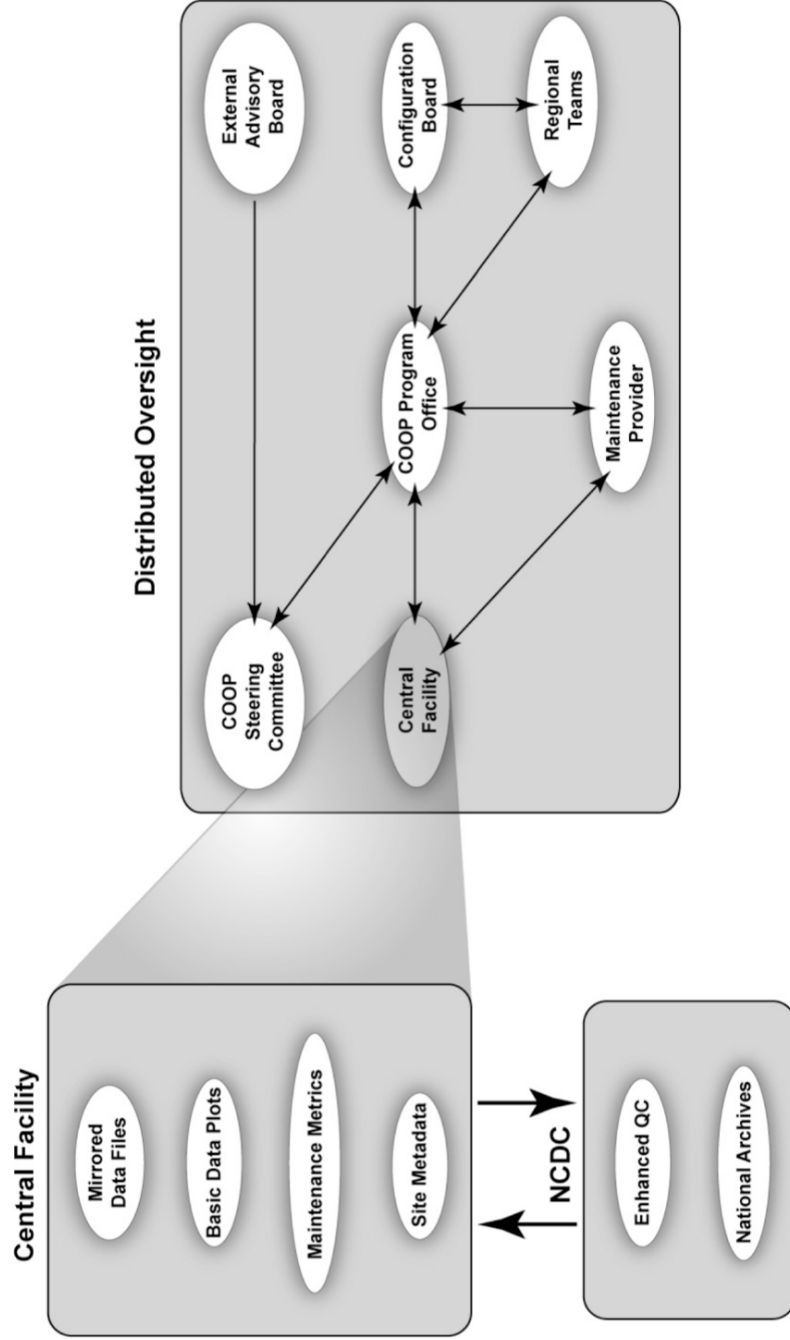 Distributed Oversight
External
Advisory
Board
COOP
Steering
Committee
Configuration
Board
COOP Program
Office
Central
Facility
Regional
Teams
Maintenance
Provider
Central Facility
Mirrored
Data Files
Basic Data Plots
Maintenance Metrics
Site Metadata
NCDC
Enhanced QC
National Archives